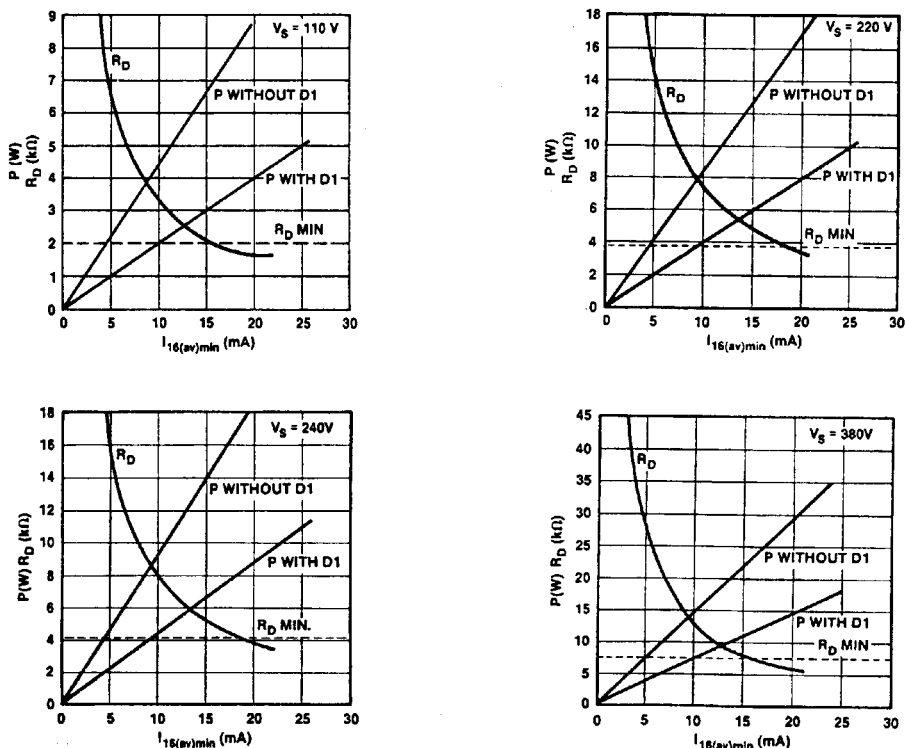 9
8
7
6
5
4
3
2
1
0
P (W)
R_D (kΩ)
V_S = 110 V
R_D
P WITHOUT D1
P WITH D1
R_D MIN
0 5 10 15 20 25 30
I_16(av)min (mA)
18
16
14
12
10
8
6
4
2
0
P (W)
R_D (kΩ)
V_S = 220 V
R_D
P WITHOUT D1
P WITH D1
R_D MIN
0 5 10 15 20 25 30
I_16(av)min (mA)
18
16
14
12
10
8
6
4
2
0
P(W) R_D (kΩ)
V_S = 240V
R_D
P WITHOUT D1
P WITH D1
R_D MIN.
0 5 10 15 20 25 30
I_16(av)min (mA)
45
40
35
30
25
20
15
10
5
0
P(W) R_D (kΩ)
V_S = 380V
R_D
P WITHOUT D1
P WITH D1
R_D MIN
0 5 10 15 20 25 30
I_16(av)min (mA)